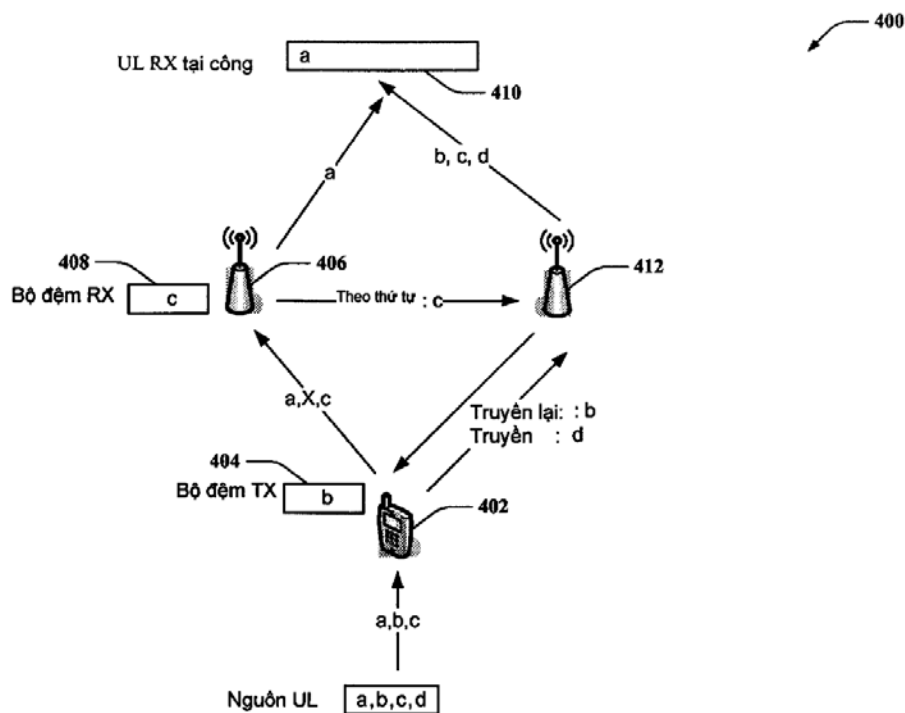 400
UL RX tại công
a
410
a
b, c, d
408
406
412
Bộ đệm RX
c
Theo thứ tự : c
a,X,c
Truyền lại: : b
Truyền : d
404
Bộ đệm TX
b
402
a,b,c
Nguồn UL
a,b,c,d